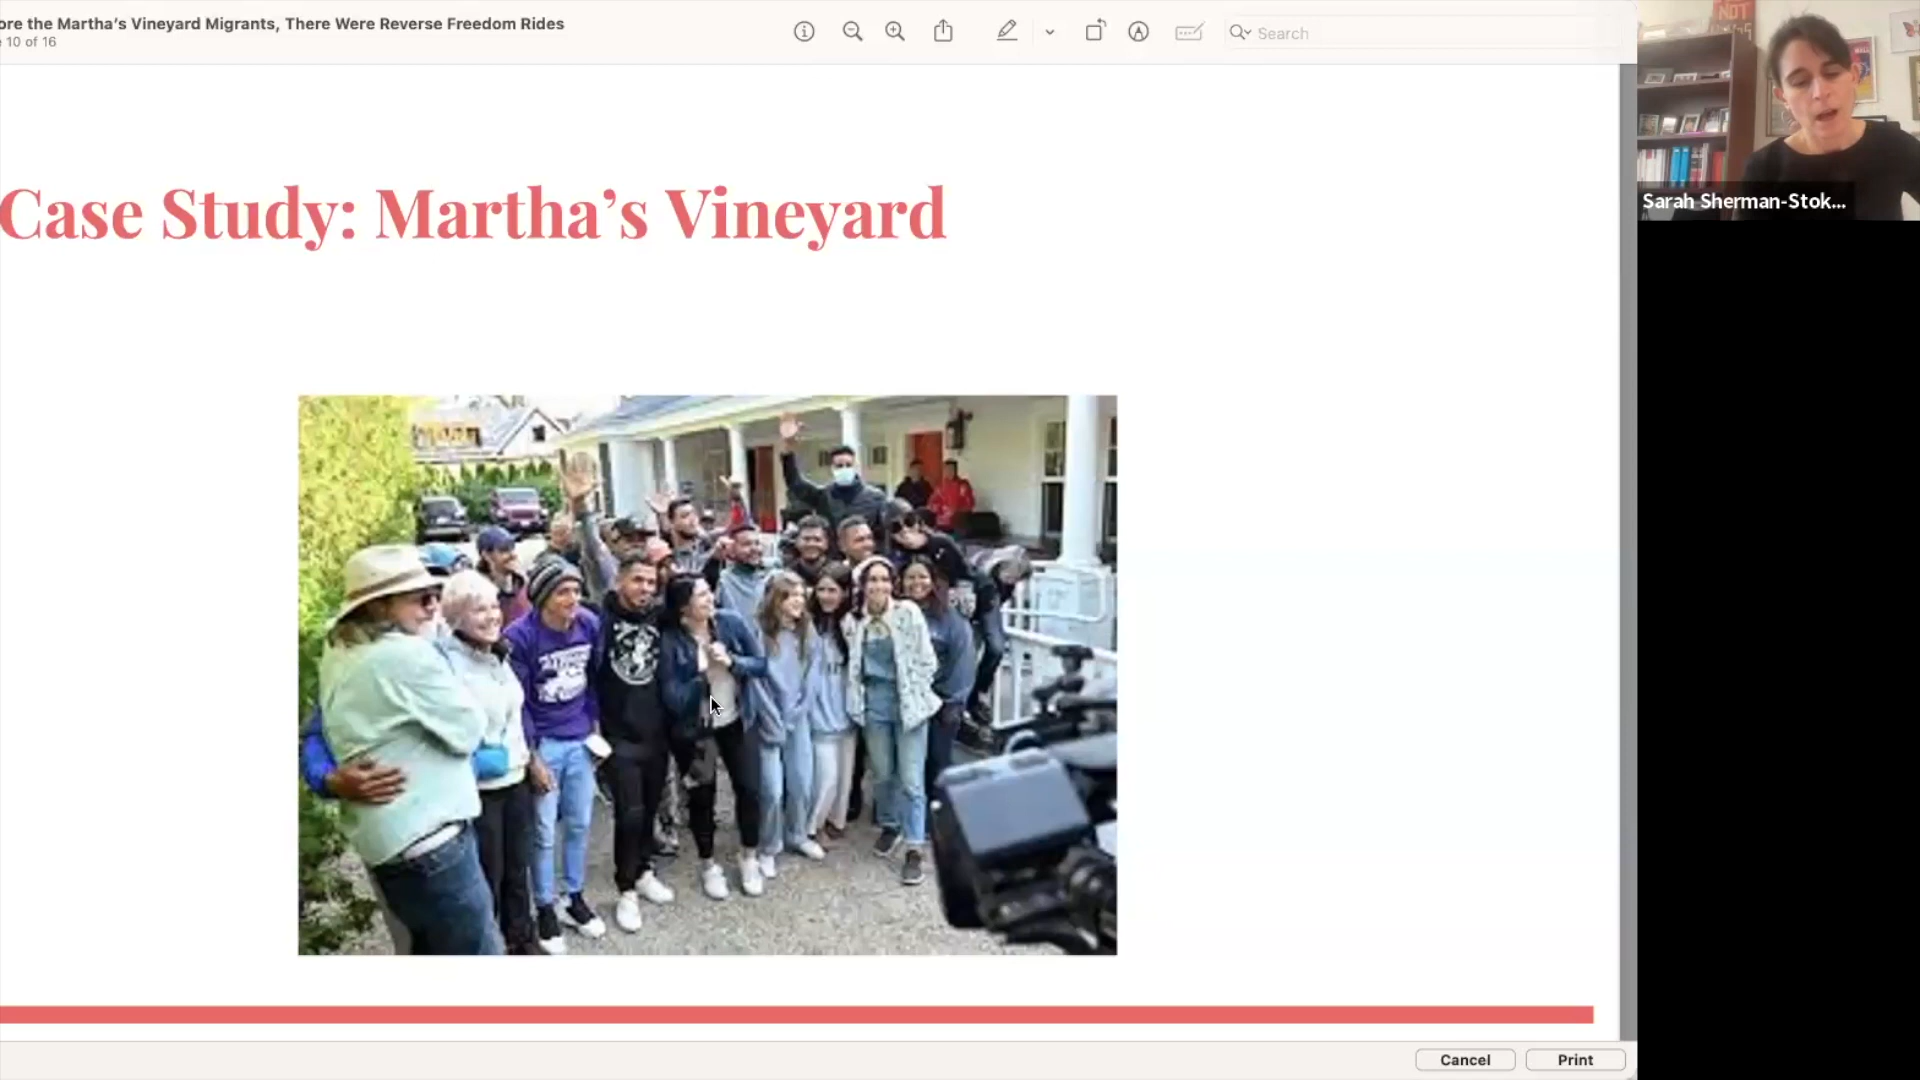 ore the Martha’s Vineyard Migrants, There Were Reverse Freedom Rides
10 of 16
Search
NOT
Sarah Sherman-Stok...
Case Study: Martha’s Vineyard
Cancel
Print